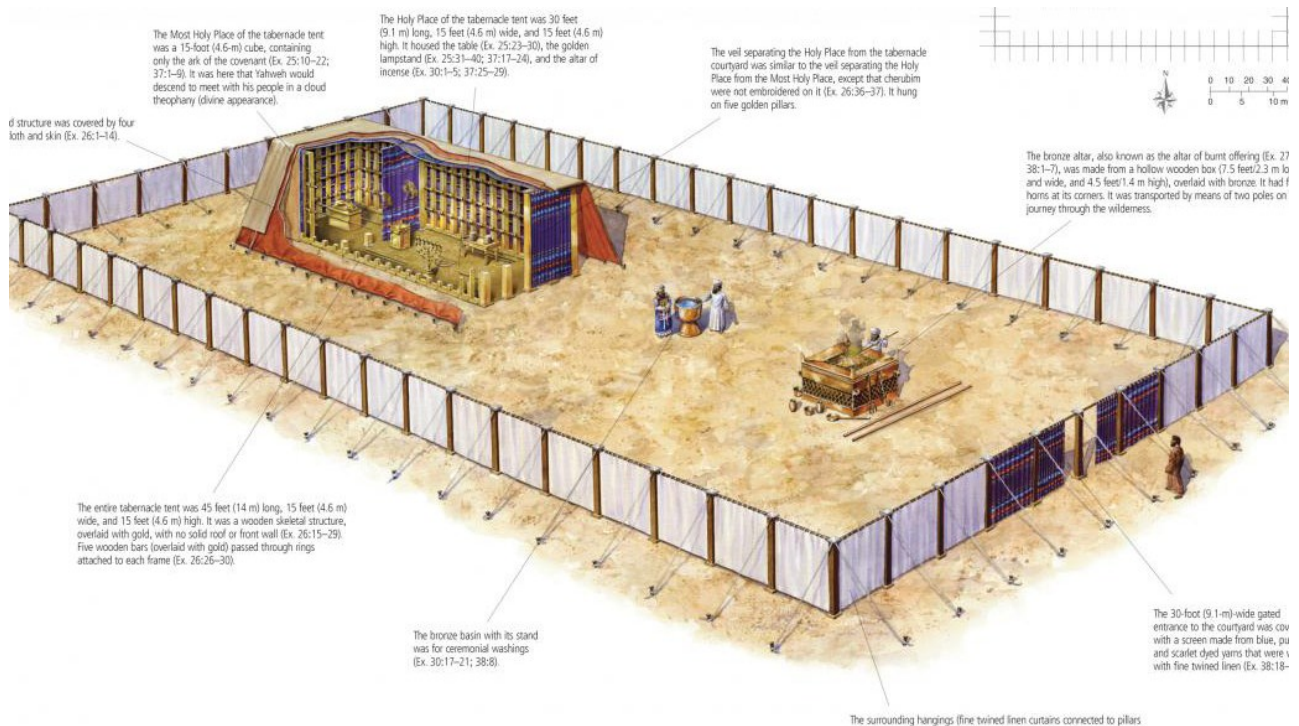 The Most Holy Place of the tabernacle tent
was a 15-foot (4.6-m) cube, containing
only the ark of the covenant (Ex. 25:10–22;
37:1–9). It was here that Yahweh would
descend to meet with his people in a cloud
theophany (divine appearance).
The Holy Place of the tabernacle tent was 30 feet
(9.1 m) long, 15 feet (4.6 m) wide, and 15 feet (4.6 m)
high. It housed the table (Ex. 25:23–30), the golden
lampstand (Ex. 25:31–40; 37:17–24), and the altar of
incense (Ex. 30:1–5; 37:25–29).
The veil separating the Holy Place from the tabernacle
courtyard was similar to the veil separating the Holy
Place from the Most Holy Place, except that cherubim
were not embroidered on it (Ex. 26:36–37). It hung
on five golden pillars.
N
0 10 20 30 40
0 5 10 m
d structure was covered by four
loth and skin (Ex. 26:1–14).
The bronze altar, also known as the altar of burnt offering (Ex. 27
38:1–7), was made from a hollow wooden box (7.5 feet/2.3 m lo
and wide, and 4.5 feet/1.4 m high), overlaid with bronze. It had f
horns at its corners. It was transported by means of two poles on
journey through the wilderness.
The entire tabernacle tent was 45 feet (14 m) long, 15 feet (4.6 m)
wide, and 15 feet (4.6 m) high. It was a wooden skeletal structure,
overlaid with gold, with no solid roof or front wall (Ex. 26:15–29).
Five wooden bars (overlaid with gold) passed through rings
attached to each frame (Ex. 26:26–30).
The bronze basin with its stand
was for ceremonial washings
(Ex. 30:17–21; 38:8).
The 30-foot (9.1-m)-wide gated
entrance to the courtyard was cov
with a screen made from blue, pu
and scarlet dyed yarns that were
with fine twined linen (Ex. 38:18–
The surrounding hangings (fine twined linen curtains connected to pillars